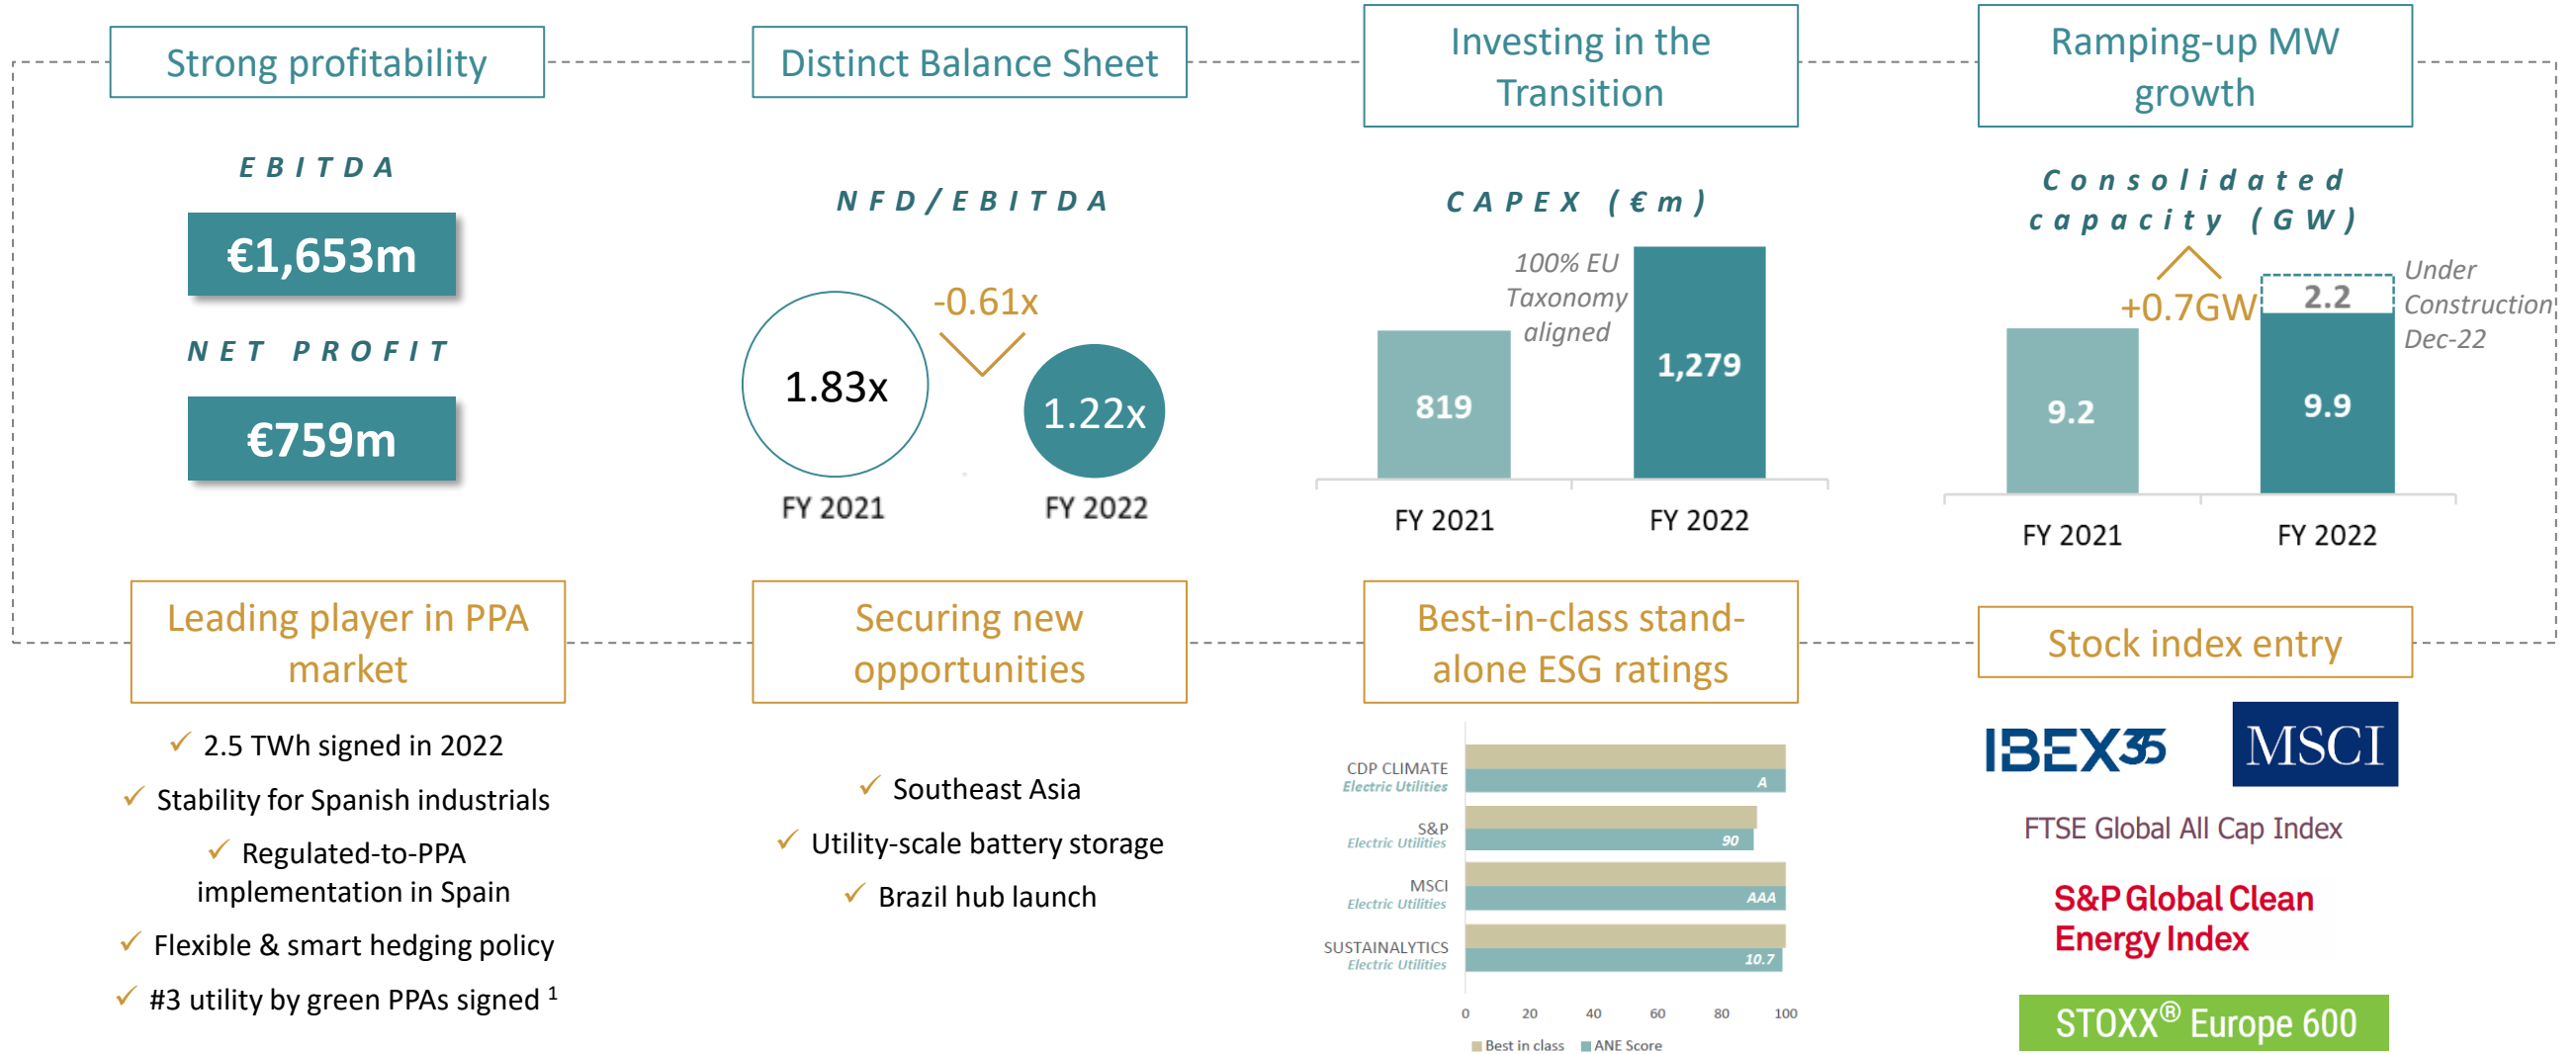 Strong profitability
EBITDA
€1,653m
NET PROFIT
€759m
Distinct Balance Sheet
NFD/EBITDA
-0.61x
1.83x
1.22x
FY 2021
FY 2022
Investing in the
Transition
CAPEX (€m)
100% EU
Taxonomy
aligned
819
1,279
FY 2021
FY 2022
Ramping-up MW
growth
Consolidated
capacity (GW)
+0.7GW
2.2
Under
Construction
Dec-22
9.2
9.9
FY 2021
FY 2022
Leading player in PPA
market
✓ 2.5 TWh signed in 2022
✓ Stability for Spanish industrials
✓ Regulated-to-PPA
implementation in Spain
✓ Flexible & smart hedging policy
✓ #3 utility by green PPAs signed 1
Securing new
opportunities
✓ Southeast Asia
✓ Utility-scale battery storage
✓ Brazil hub launch
Best-in-class stand-
alone ESG ratings
CDP CLIMATE
Electric Utilities
A
S&P
Electric Utilities
90
MSCI
Electric Utilities
AAA
SUSTAINALYTICS
Electric Utilities
10.7
0 20 40 60 80 100
Best in class ANE Score
Stock index entry
IBEX 35
MSCI
FTSE Global All Cap Index
S&P Global Clean
Energy Index
STOXX® Europe 600